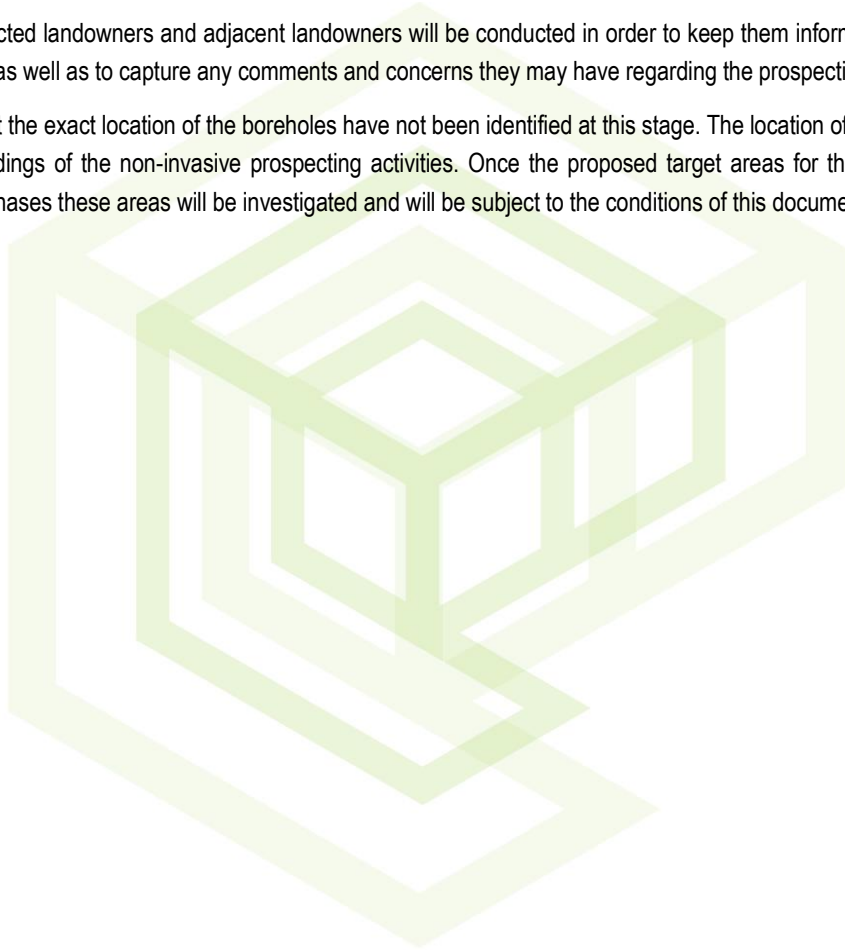 cted landowners and adjacent landowners will be conducted in order to keep them inform
as well as to capture any comments and concerns they may have regarding the prospecti
t the exact location of the boreholes have not been identified at this stage. The location of
dings of the non-invasive prospecting activities. Once the proposed target areas for th
hases these areas will be investigated and will be subject to the conditions of this docume